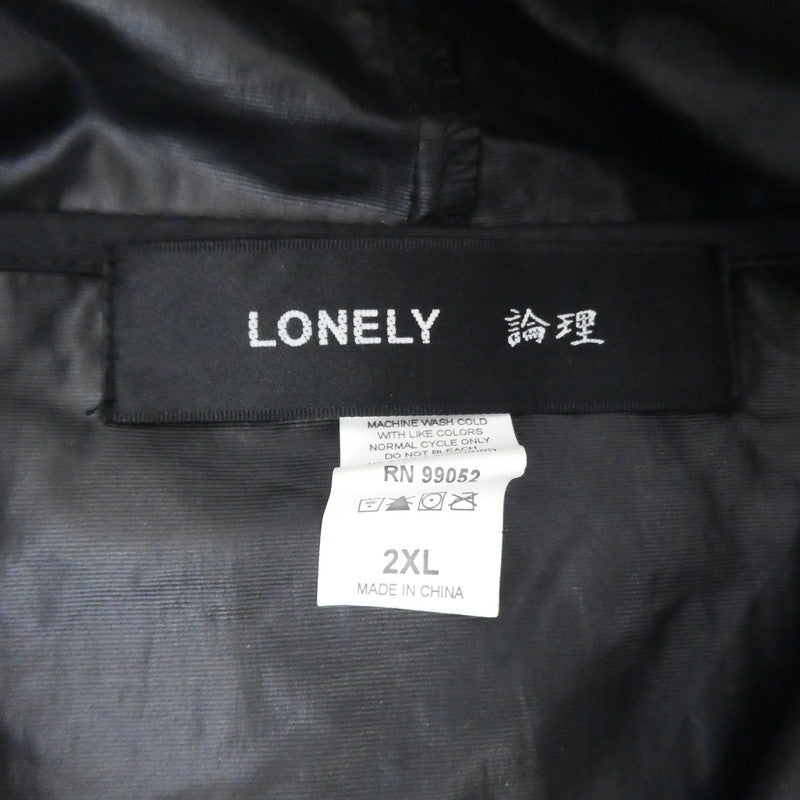 LONELY 論理
MACHINE WASH COLD
WITH LIKE COLORS
NORMAL CYCLE ONLY
DO NOT BLEACH
RN 99052
2XL
MADE IN CHINA